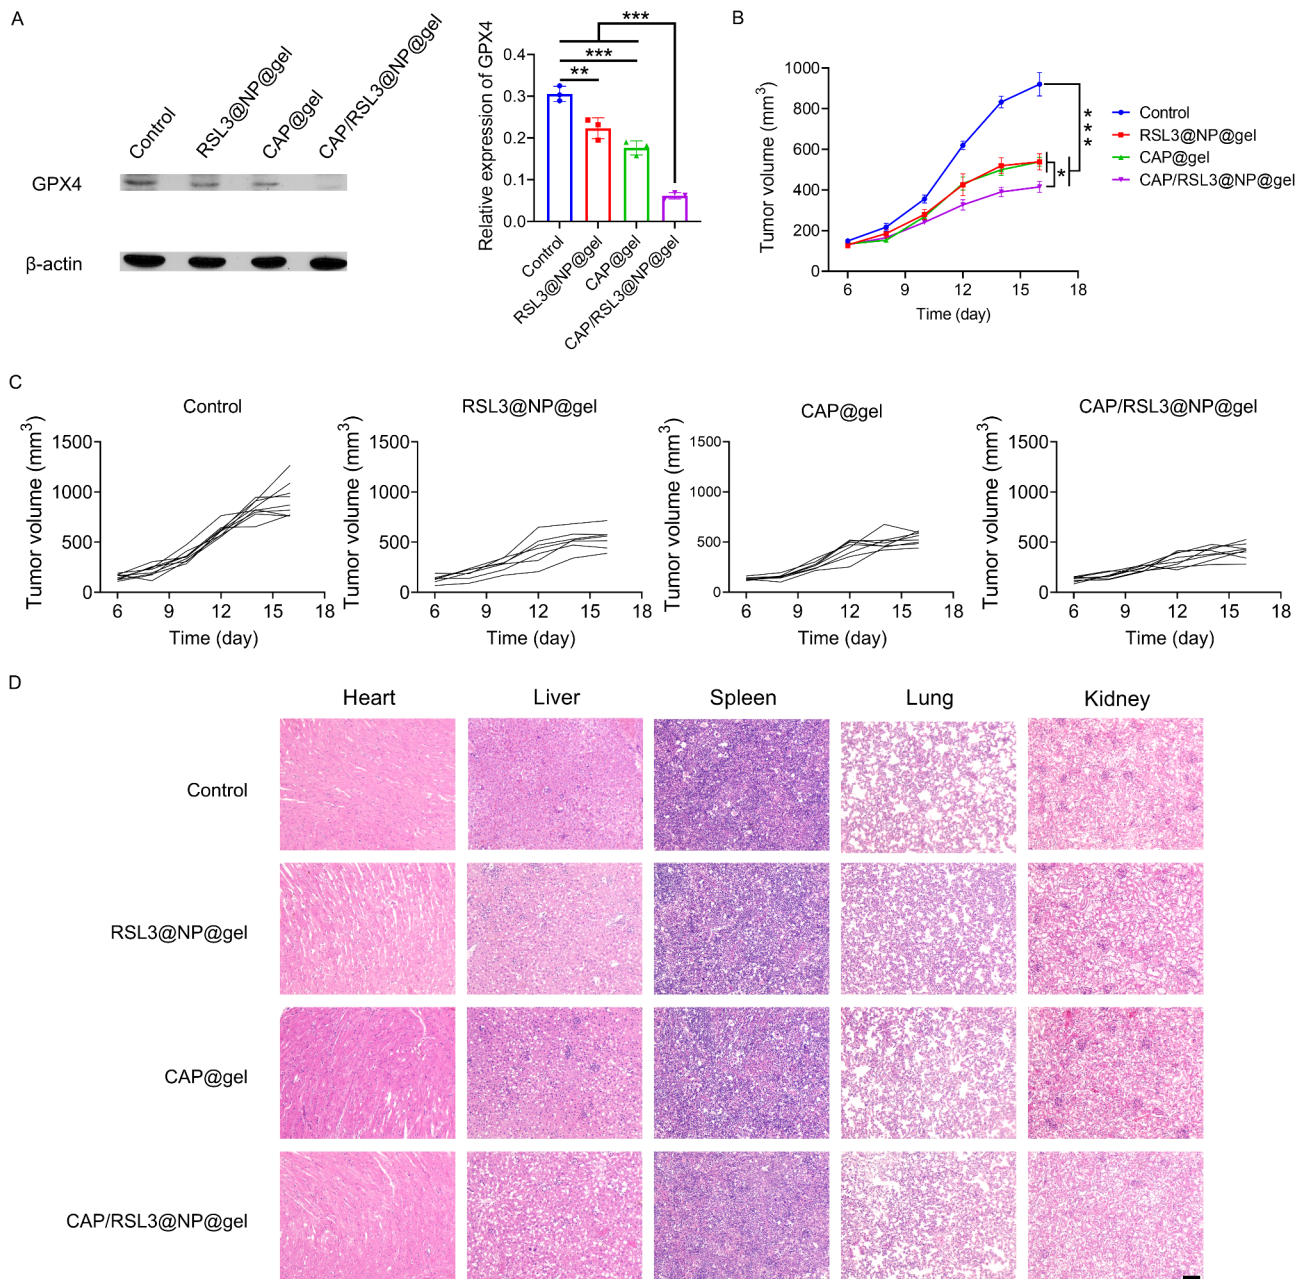 A
Control
RSL3@NP@gel
CAP@gel
CAP/RSL3@NP@gel
GPX4
β-actin
Relative expression of GPX4
0.4
0.3
0.2
0.1
0.0
***
***
**
Control
RSL3@NP@gel
CAP@gel
CAP/RSL3@NP@gel
B
Tumor volume (mm3)
1000
800
600
400
200
0
6 9 12 15 18
Time (day)
*
***
Control
RSL3@NP@gel
CAP@gel
CAP/RSL3@NP@gel
C
Control
Tumor volume (mm3)
1500
1000
500
0
6 9 12 15 18
Time (day)
RSL3@NP@gel
Tumor volume (mm3)
1500
1000
500
0
6 9 12 15 18
Time (day)
CAP@gel
Tumor volume (mm3)
1500
1000
500
0
6 9 12 15 18
Time (day)
CAP/RSL3@NP@gel
Tumor volume (mm3)
1500
1000
500
0
6 9 12 15 18
Time (day)
D
Heart Liver Spleen Lung Kidney
Control
RSL3@NP@gel
CAP@gel
CAP/RSL3@NP@gel